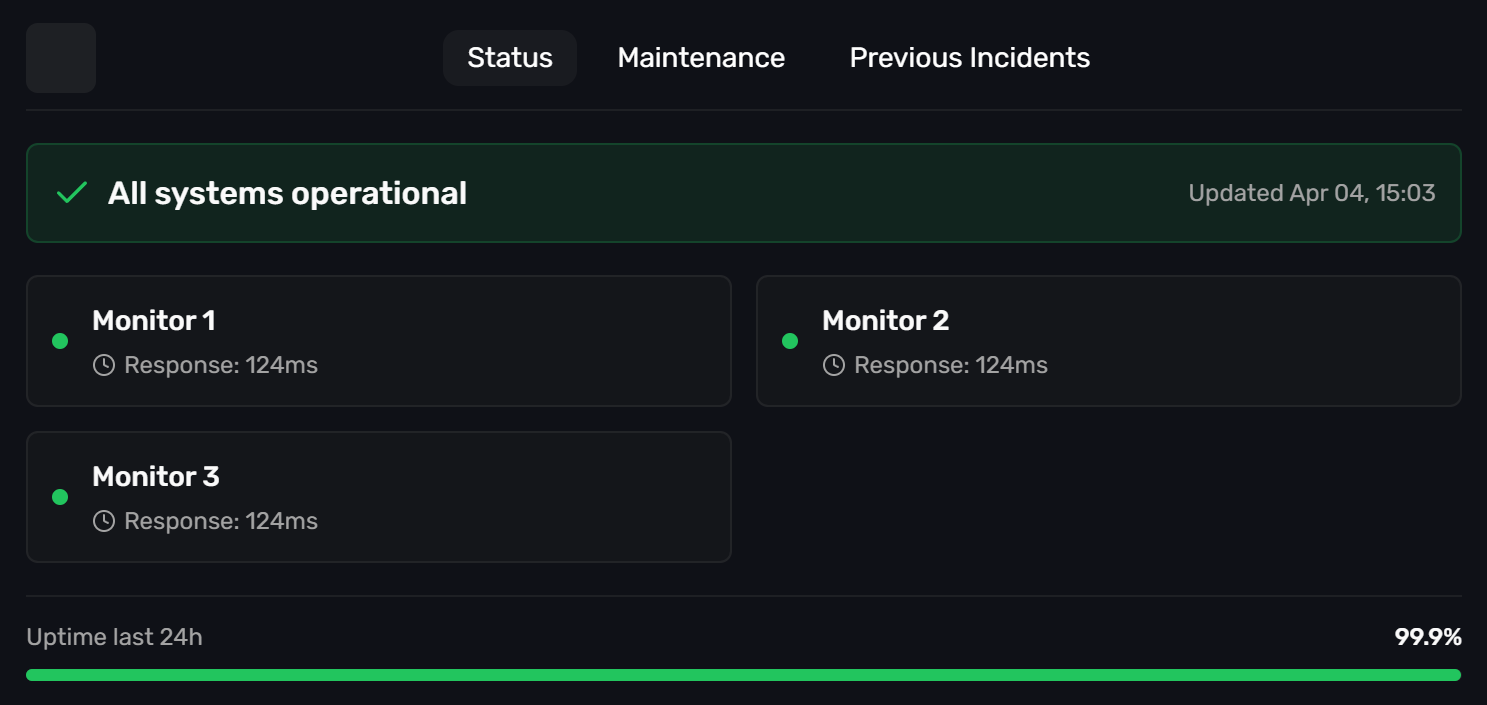 Status Maintenance Previous Incidents
All systems operational Updated Apr 04, 15:03
Monitor 1
Response: 124ms
Monitor 2
Response: 124ms
Monitor 3
Response: 124ms
Uptime last 24h 99.9%